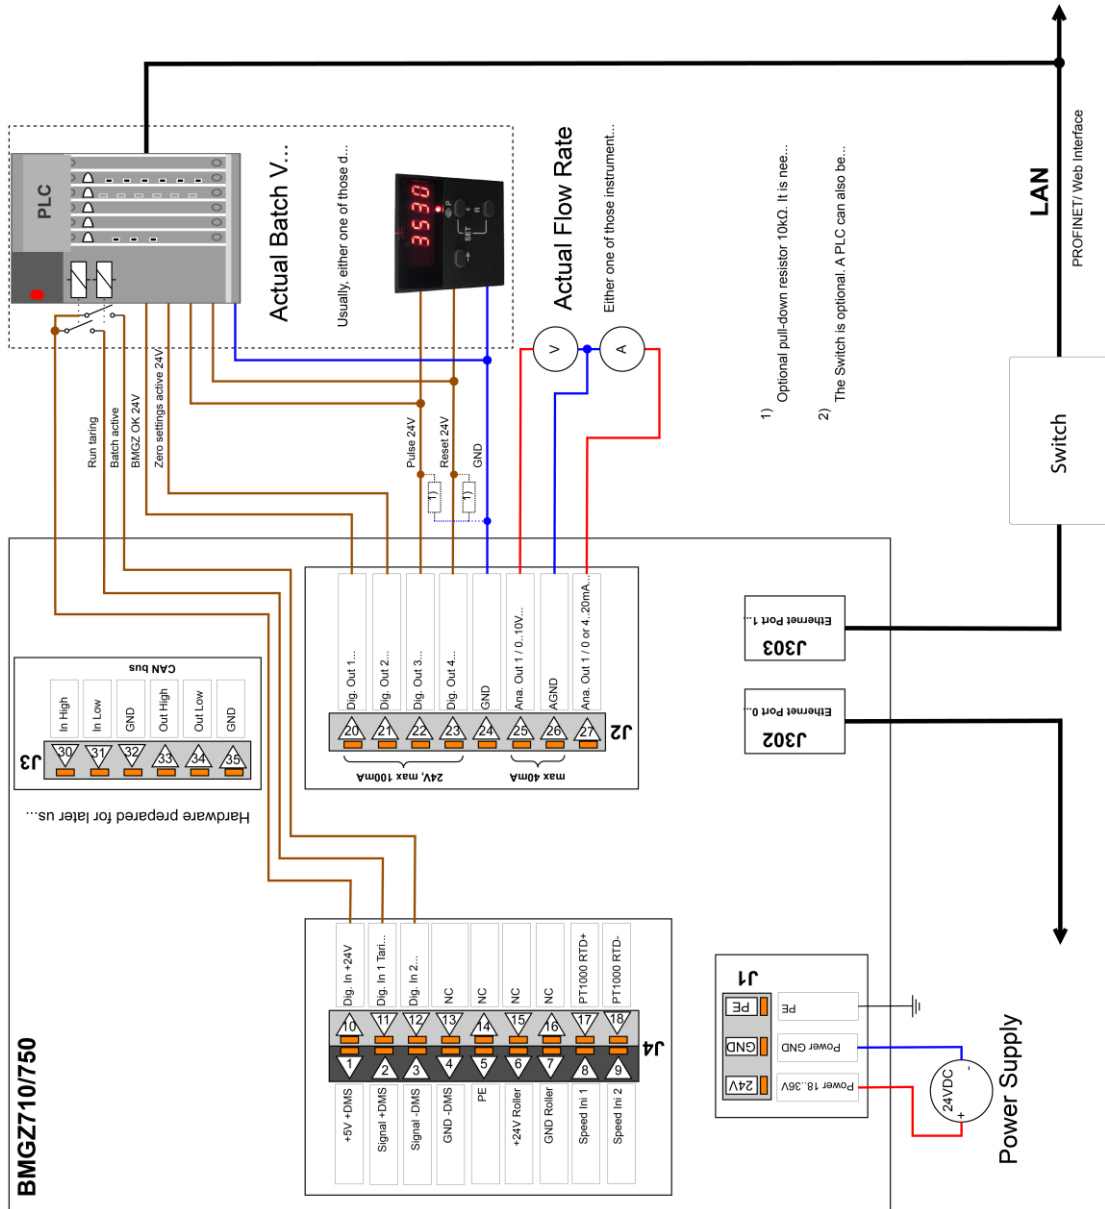 BMGZ710/750
PLC
Actual Batch V...
Usually, either one of those d...
3530
P
SET
R
Actual Flow Rate
Either one of those instrument...
V
A
1) Optional pull-down resistor 10kΩ. It is nee...
2) The Switch is optional. A PLC can also be...
LAN
PROFINET/ Web Interface
Switch
Run taring
Batch active
BMGZ OK 24V
Zero settings active 24V
Pulse 24V
Reset 24V
GND
1)
1)
J3
CAN bus
In High
In Low
GND
Out High
Out Low
GND
30
31
32
33
34
35
Hardware prepared for later us...
J2
Dig. Out 1...
Dig. Out 2...
Dig. Out 3...
Dig. Out 4...
GND
Ana. Out 1 / 0..10V...
AGND
Ana. Out 1 / 0 or 4..20mA...
20
21
22
23
24
25
26
27
24V, max 100mA
max 40mA
J303
Ethernet Port 1...
J302
Ethernet Port 0...
J4
Dig. In +24V
Dig. In 1 Tari...
Dig. In 2...
NC
NC
NC
NC
PT1000 RTD+
PT1000 RTD-
10
11
12
13
14
15
16
17
18
1
2
3
4
5
6
7
8
9
+5V +DMS
Signal +DMS
Signal -DMS
GND -DMS
PE
+24V Roller
GND Roller
Speed Ini 1
Speed Ini 2
J1
PE
GND
24V
PE
Power GND
Power 18..36V
24VDC
+
-
Power Supply